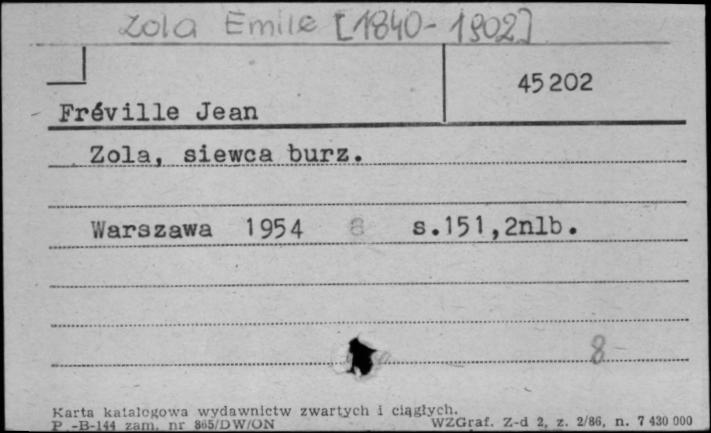 Zola Emile [1840-1902]
45202
Fréville Jean
Zola, siewca burz.
Warszawa 1954 s.151,2nlb.
8
Karta katalogowa wydawnictw zwartych i ciągłych.
P -B-144 zam. nr 865/DW/ON WZGraf. Z-d 2, z. 2/86, n. 7 430 000